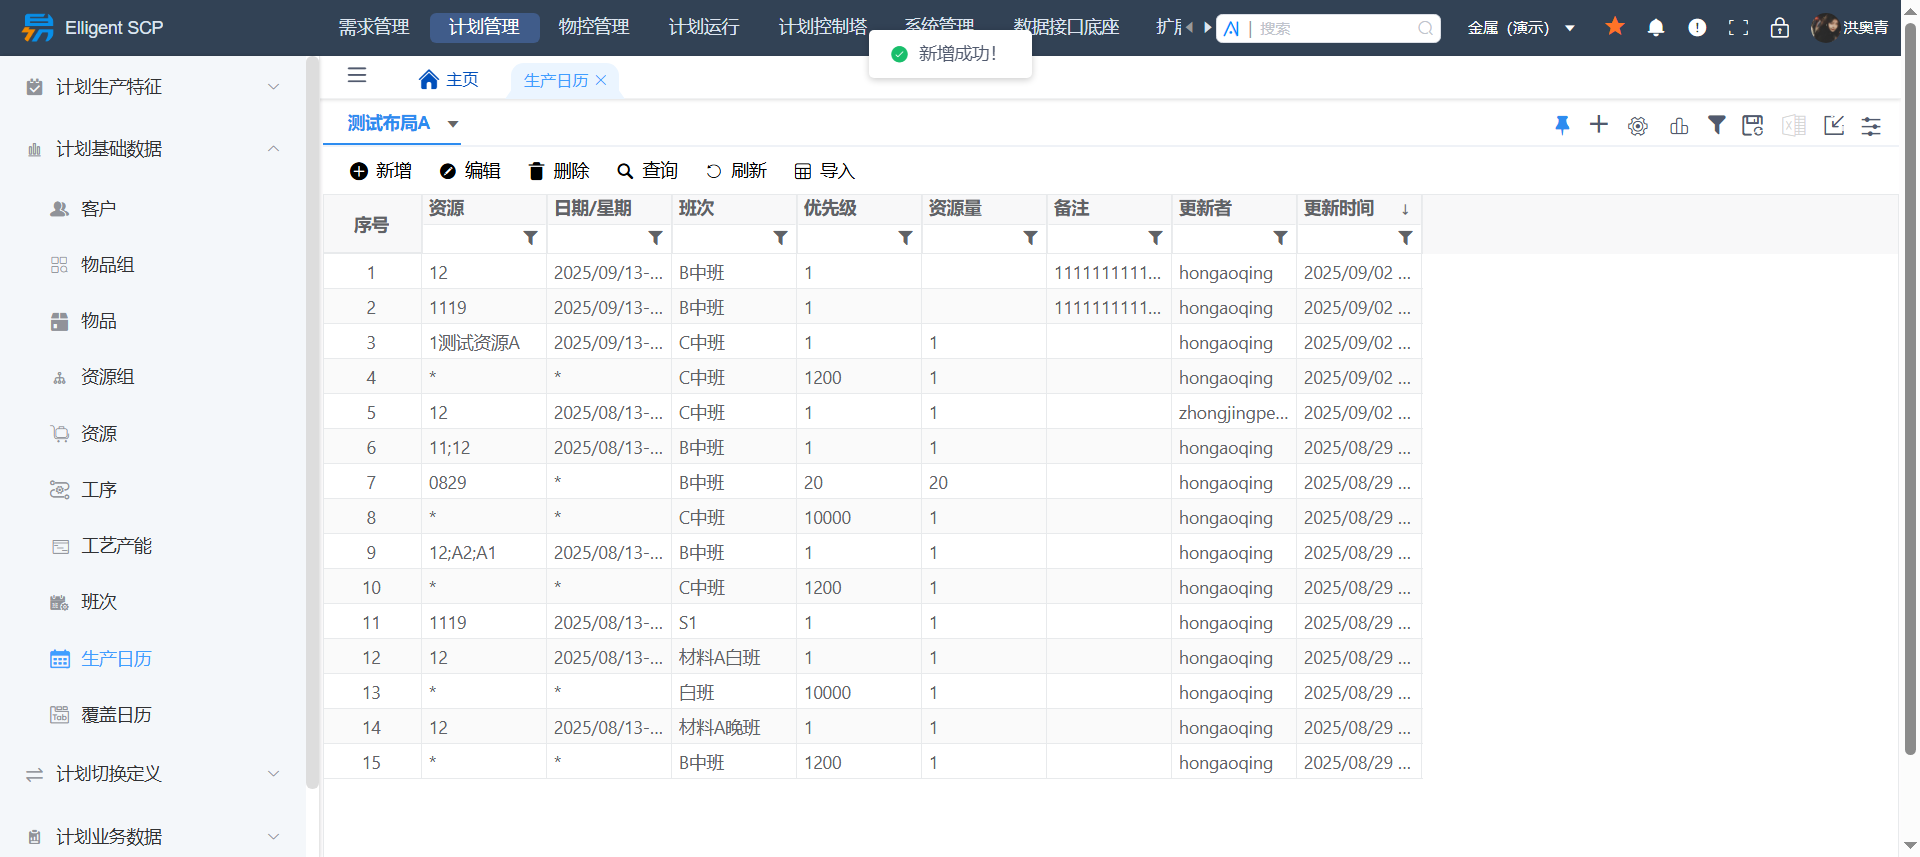 Elligent SCP
需求管理 计划管理 物控管理 计划运行 计划控制塔 系统管理 数据接口底座
搜索
金属 (演示)
洪奥青
新增成功!
主页 生产日历
测试布局A
计划生产特征
计划基础数据
客户
物品组
物品
资源组
资源
工序
工艺产能
班次
生产日历
覆盖日历
计划切换定义
计划业务数据
新增 编辑 删除 查询 刷新 导入
序号 资源 日期/星期 班次 优先级 资源量 备注 更新者 更新时间 ↓
1 12 2025/09/13-... B中班 1 1111111111... hongaoqing 2025/09/02 ...
2 1119 2025/09/13-... B中班 1 1111111111... hongaoqing 2025/09/02 ...
3 1测试资源A 2025/09/13-... C中班 1 1 hongaoqing 2025/09/02 ...
4 * * C中班 1200 1 hongaoqing 2025/09/02 ...
5 12 2025/08/13-... C中班 1 1 zhongjingpe... 2025/09/02 ...
6 11;12 2025/08/13-... B中班 1 1 hongaoqing 2025/08/29 ...
7 0829 * B中班 20 20 hongaoqing 2025/08/29 ...
8 * * C中班 10000 1 hongaoqing 2025/08/29 ...
9 12;A2;A1 2025/08/13-... B中班 1 1 hongaoqing 2025/08/29 ...
10 * * C中班 1200 1 hongaoqing 2025/08/29 ...
11 1119 2025/08/13-... S1 1 1 hongaoqing 2025/08/29 ...
12 12 2025/08/13-... 材料A白班 1 1 hongaoqing 2025/08/29 ...
13 * * 白班 10000 1 hongaoqing 2025/08/29 ...
14 12 2025/08/13-... 材料A晚班 1 1 hongaoqing 2025/08/29 ...
15 * * B中班 1200 1 hongaoqing 2025/08/29 ...